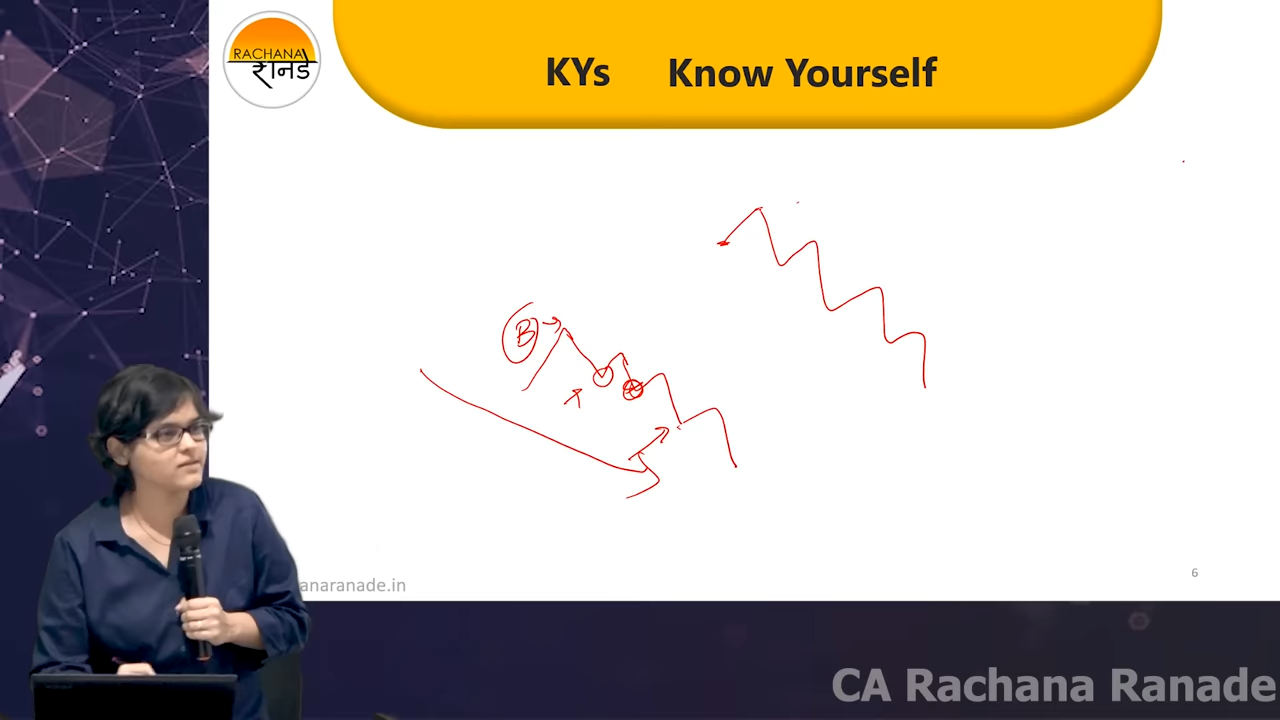 RACHANA
रानडे
KYs Know Yourself
B
anaranade.in
6
CA Rachana Ranade